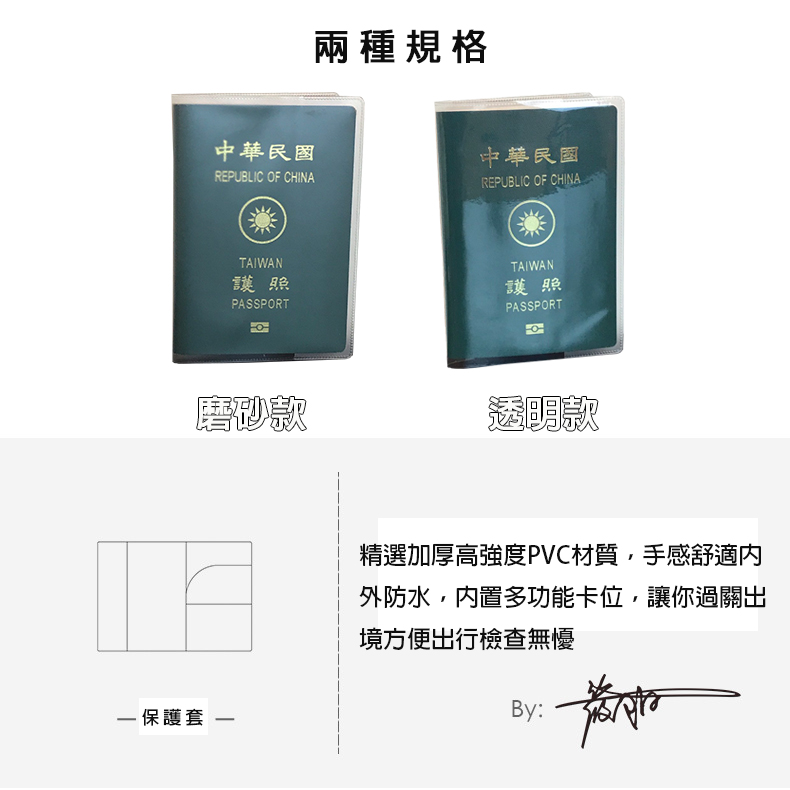 兩種規格
中華民國
REPUBLIC OF CHINA
TAIWAN
護照
PASSPORT
中華民國
REPUBLIC OF CHINA
TAIWAN
護照
PASSPORT
磨砂款
透明款
精選加厚高強度PVC材質，手感舒適内
外防水，内置多功能卡位，讓你過關出
境方便出行檢查無憂
保護套
By: